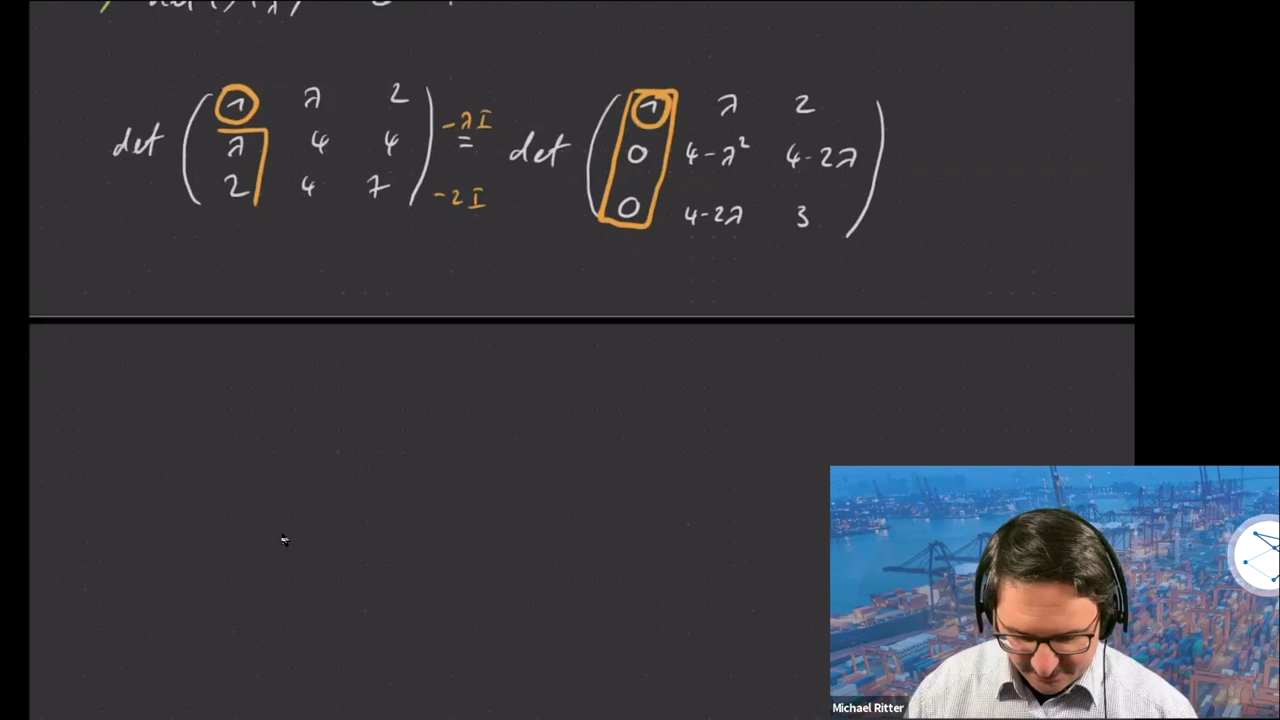 det ( 1 λ 2
λ 4 4
2 4 7 ) -λI = -2I det ( 1 λ 2
0 4-λ² 4-2λ
0 4-2λ 3 )
Michael Ritter